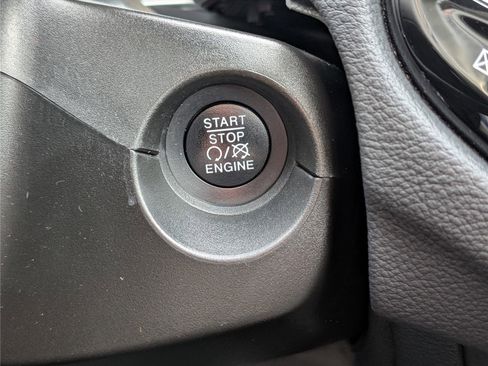 START
STOP
/
ENGINE